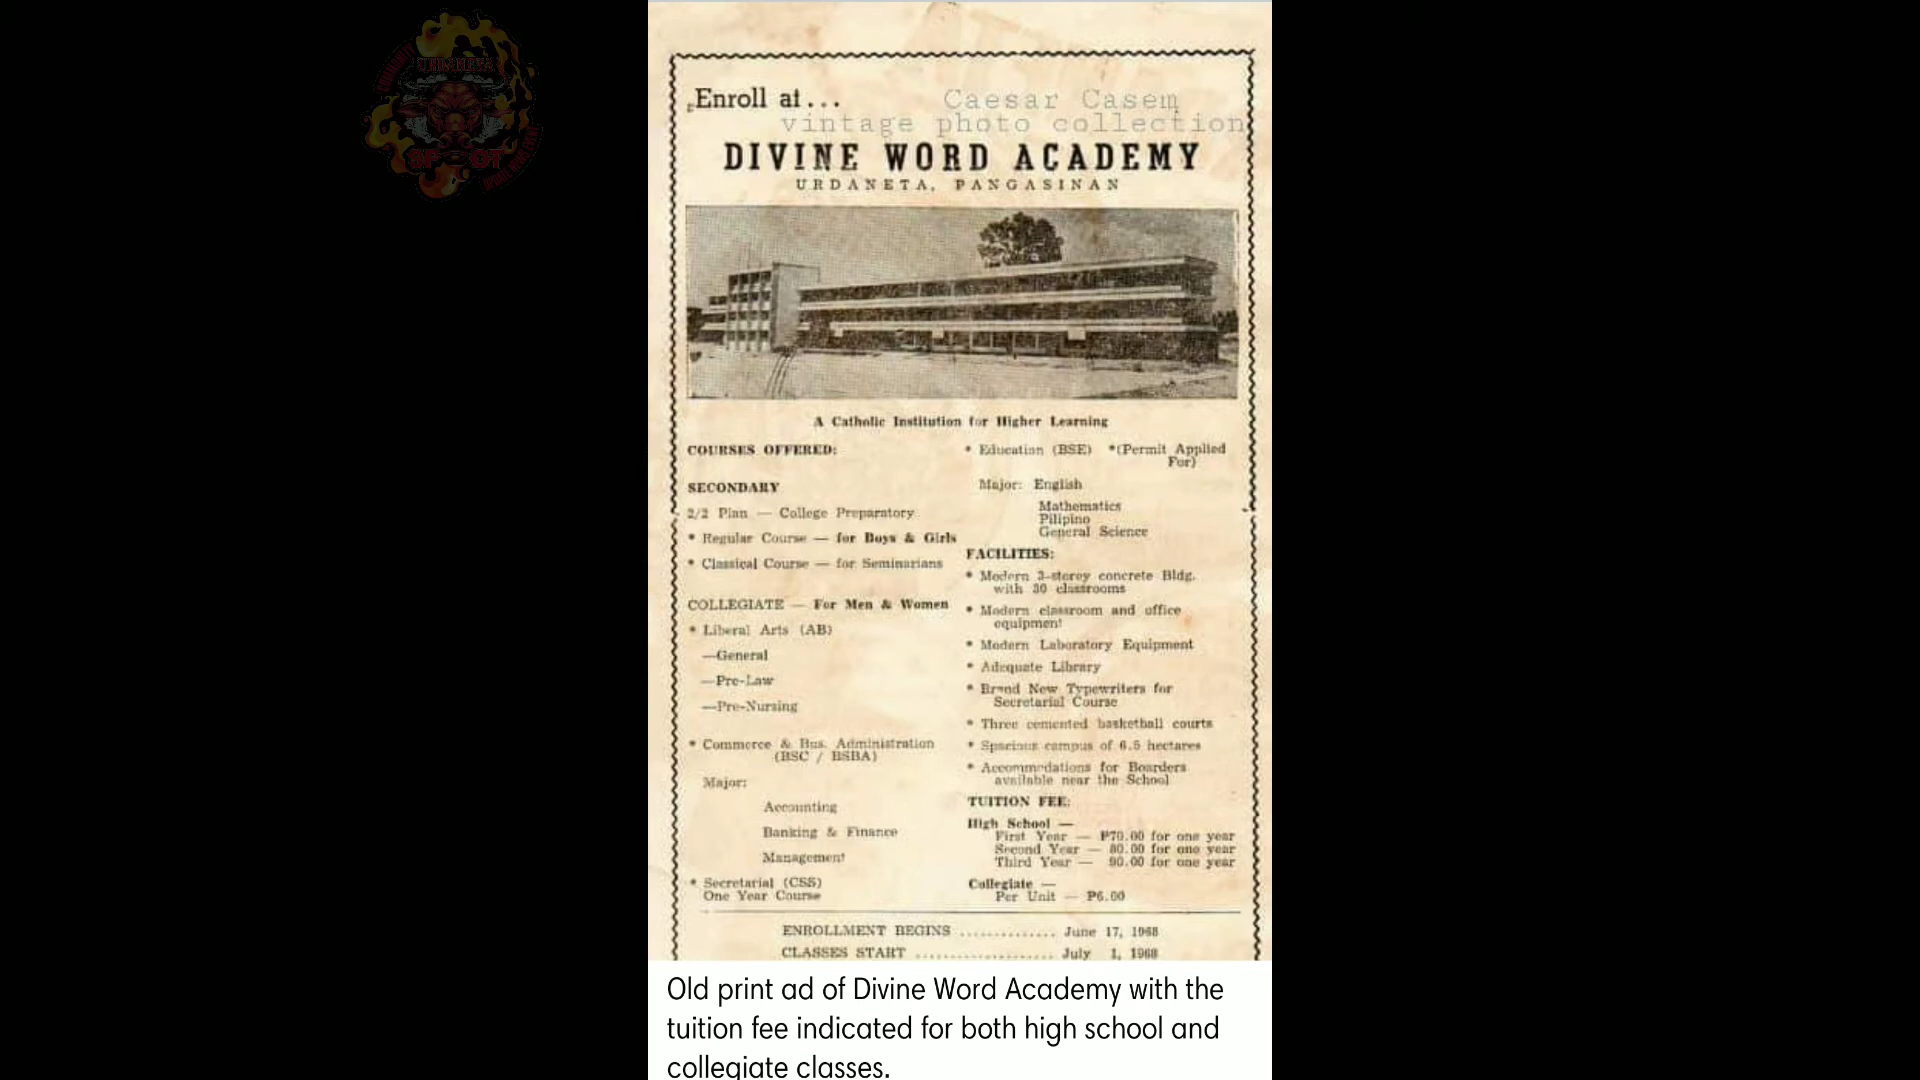 Enroll at...
Caesar Casem
vintage photo collection
DIVINE WORD ACADEMY
URDANETA, PANGASINAN
A Catholic Institution for Higher Learning
COURSES OFFERED:
SECONDARY
2/2 Plan — College Preparatory
* Regular Course — for Boys & Girls
* Classical Course — for Seminarians
COLLEGIATE — For Men & Women
* Liberal Arts (AB)
—General
—Pre-Law
—Pre-Nursing
* Commerce & Bus. Administration
(BSC / BSBA)
Major:
Accounting
Banking & Finance
Management
* Secretarial (CSS)
One Year Course
* Education (BSE) *(Permit Applied
For)
Major: English
Mathematics
Pilipino
General Science
FACILITIES:
* Modern 3-storey concrete Bldg.
with 30 classrooms
* Modern classroom and office
equipment
* Modern Laboratory Equipment
* Adequate Library
* Brand New Typewriters for
Secretarial Course
* Three cemented basketball courts
* Spacious campus of 6.5 hectares
* Accommodations for Boarders
available near the School
TUITION FEE:
High School —
First Year — P70.00 for one year
Second Year — 80.00 for one year
Third Year — 90.00 for one year
Collegiate —
Per Unit — P6.00
ENROLLMENT BEGINS .............. June 17, 1968
CLASSES START .................... July 1, 1968
Old print ad of Divine Word Academy with the
tuition fee indicated for both high school and
collegiate classes.
URDANETA